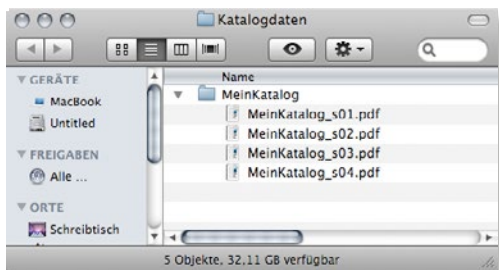 Katalogdaten
GERÄTE
MacBook
Untitled
FREIGABEN
Alle ...
ORTE
Schreibtisch
Name
MeinKatalog
MeinKatalog_s01.pdf
MeinKatalog_s02.pdf
MeinKatalog_s03.pdf
MeinKatalog_s04.pdf
5 Objekte, 32,11 GB verfügbar